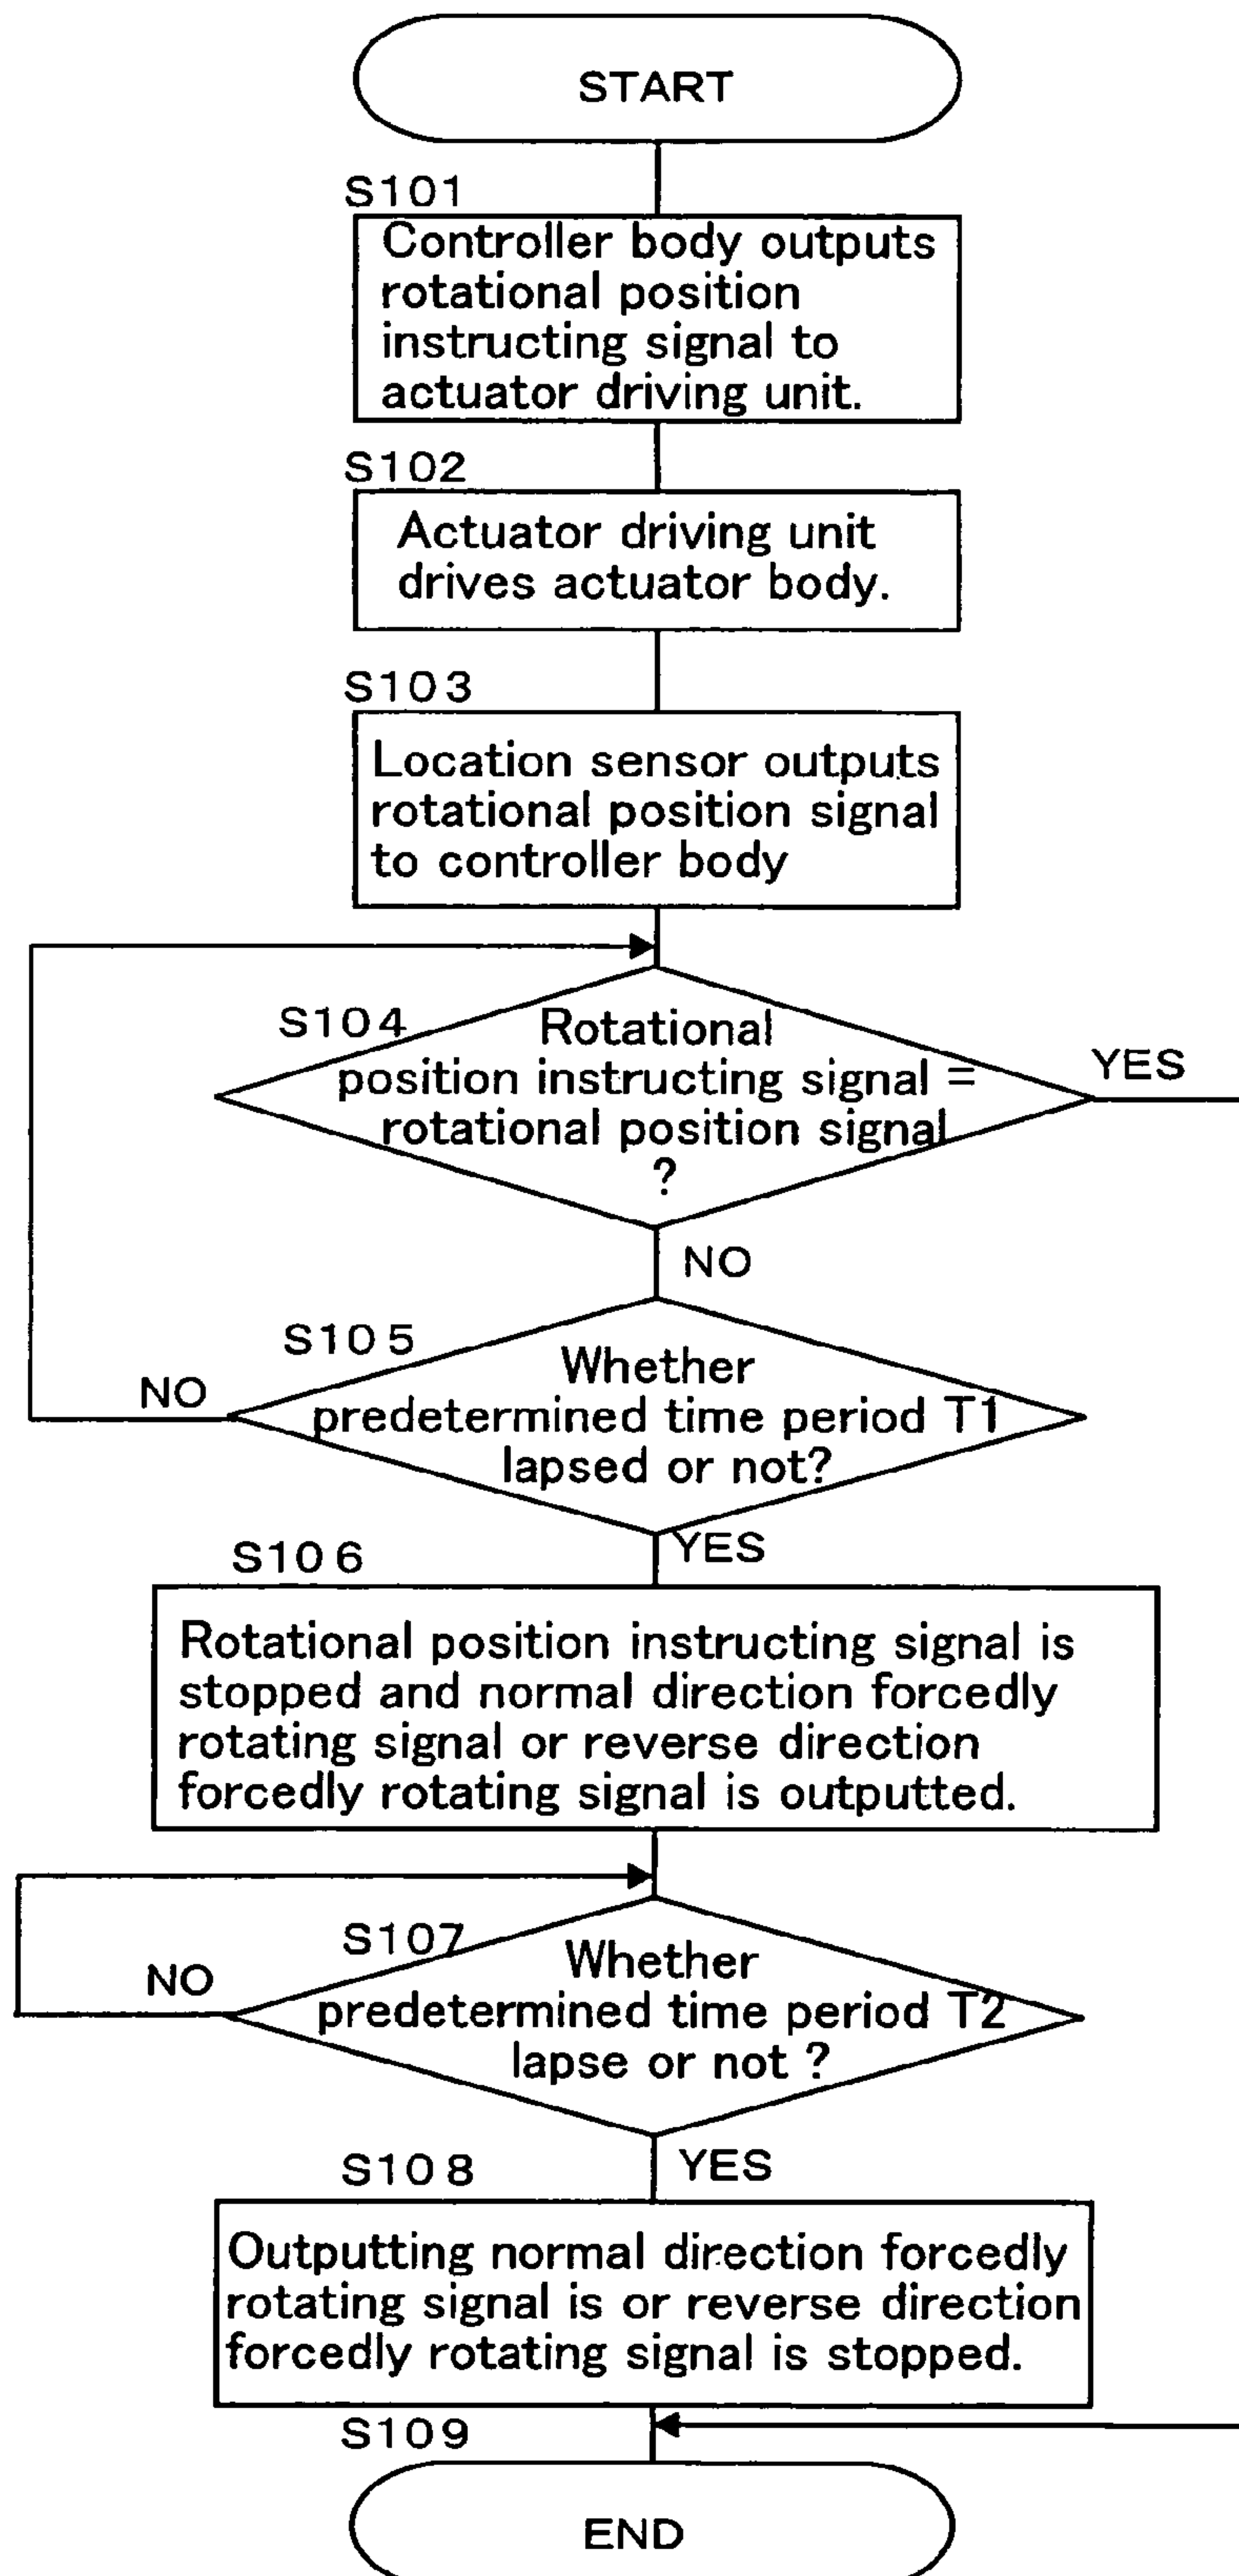 START
S101
Controller body outputs
rotational position
instructing signal to
actuator driving unit.
S102
Actuator driving unit
drives actuator body.
S103
Location sensor outputs
rotational position signal
to controller body
S104
Rotational
position instructing signal =
rotational position signal
?
YES
NO
S105
Whether
predetermined time period T1
lapsed or not?
NO
YES
S106
Rotational position instructing signal is
stopped and normal direction forcedly
rotating signal or reverse direction
forcedly rotating signal is outputted.
S107
Whether
predetermined time period T2
lapse or not ?
NO
YES
S108
Outputting normal direction forcedly
rotating signal is or reverse direction
forcedly rotating signal is stopped.
S109
END